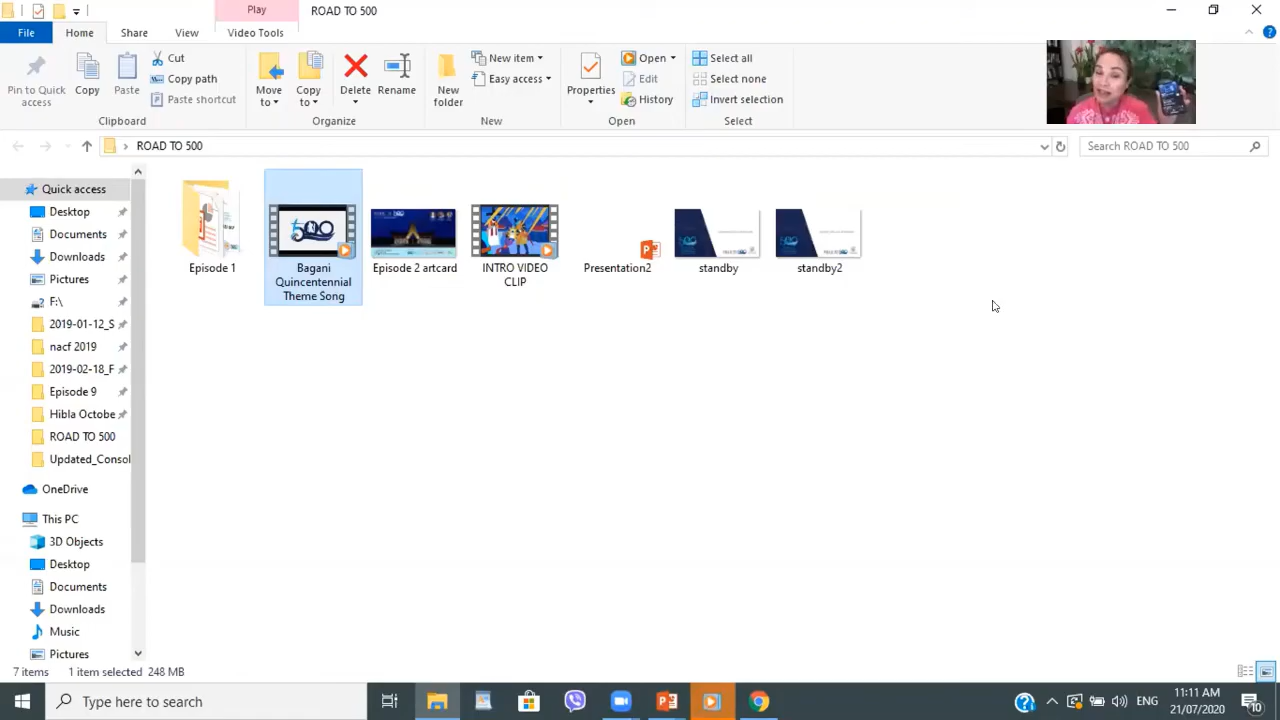 Play
ROAD TO 500
File
Home
Share
View
Video Tools
Pin to Quick
access
Copy
Paste
Cut
Copy path
Paste shortcut
Clipboard
Move
to
Copy
to
Delete
Rename
Organize
New
folder
New item
Easy access
New
Properties
Open
Edit
History
Open
Select all
Select none
Invert selection
Select
ROAD TO 500
Search ROAD TO 500
Quick access
Desktop
Documents
Downloads
Pictures
F:\
2019-01-12_S
nacf 2019
2019-02-18_F
Episode 9
Hibla Octobe
ROAD TO 500
Updated_Consol
OneDrive
This PC
3D Objects
Desktop
Documents
Downloads
Music
Pictures
Episode 1
500
Bagani
Quincentennial
Theme Song
Episode 2 artcard
INTRO VIDEO
CLIP
Presentation2
standby
standby2
7 items
1 item selected
248 MB
Type here to search
ENG
11:11 AM
21/07/2020
10